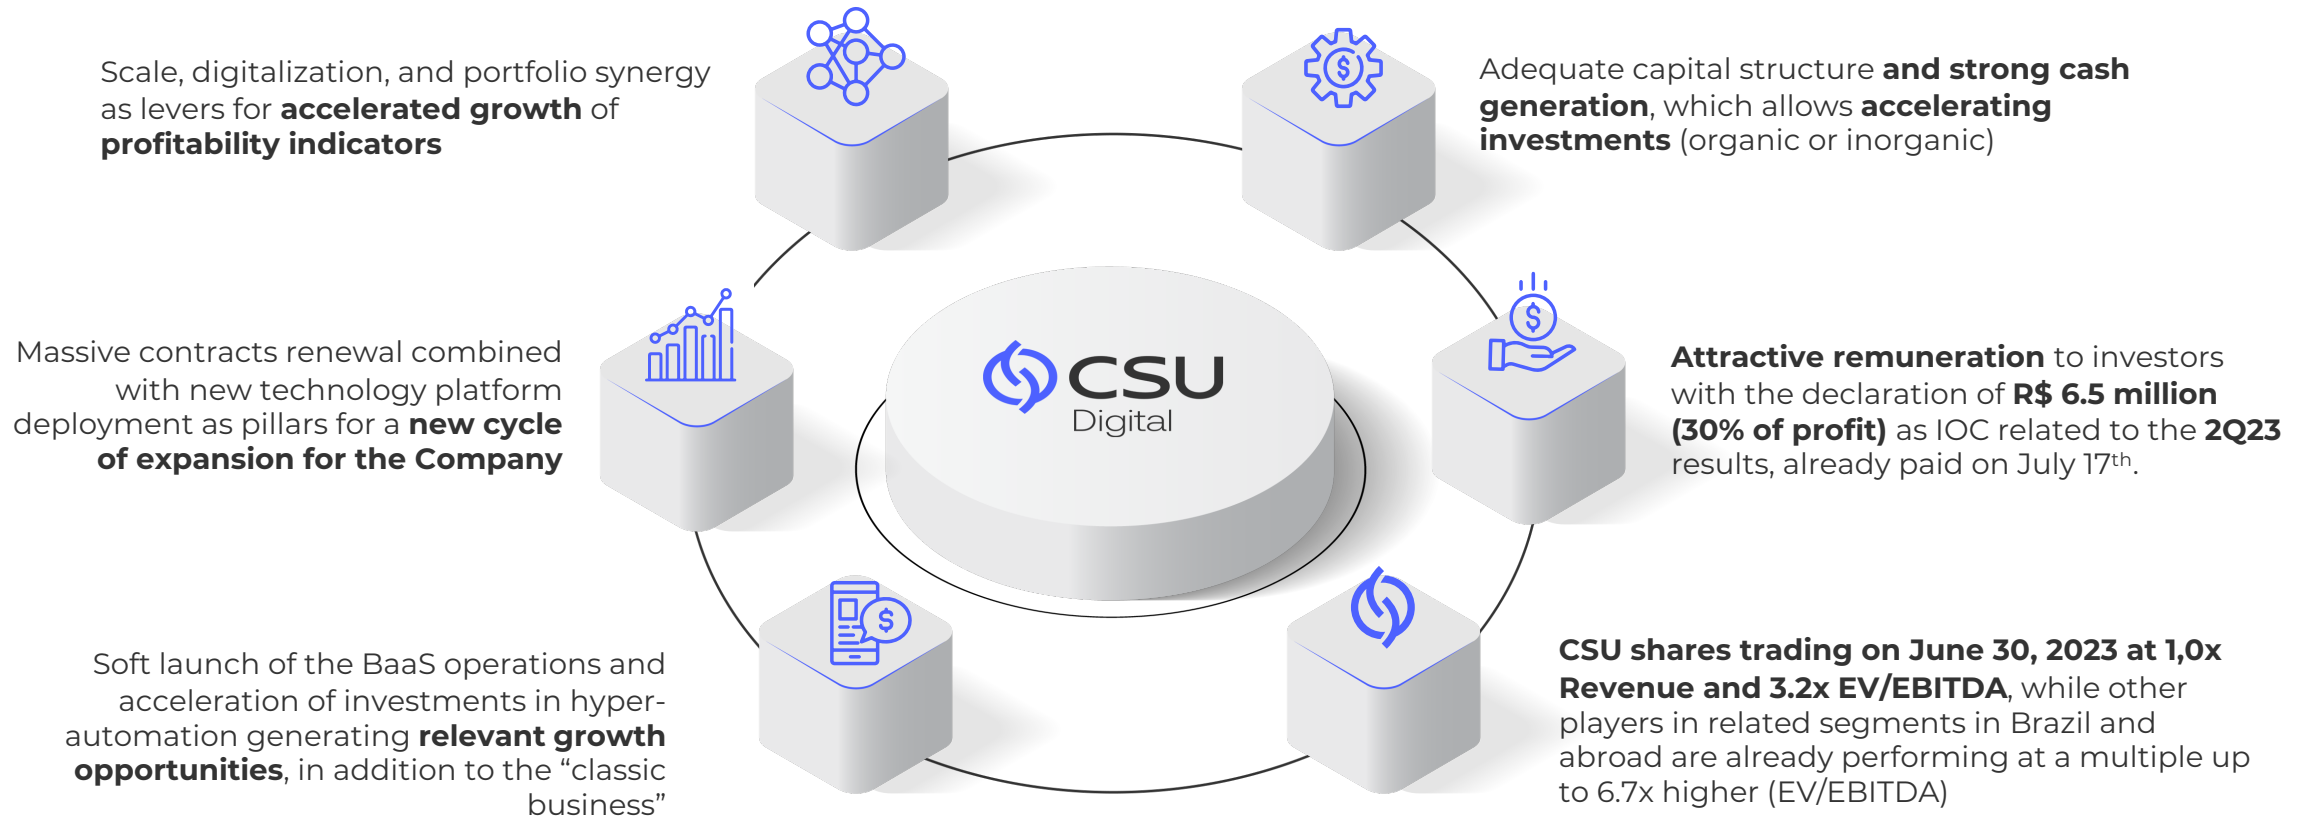 Scale, digitalization, and portfolio synergy
as levers for accelerated growth of
profitability indicators
Adequate capital structure and strong cash
generation, which allows accelerating
investments (organic or inorganic)
Massive contracts renewal combined
with new technology platform
deployment as pillars for a new cycle
of expansion for the Company
CSU
Digital
Attractive remuneration to investors
with the declaration of R$ 6.5 million
(30% of profit) as IOC related to the 2Q23
results, already paid on July 17th.
Soft launch of the BaaS operations and
acceleration of investments in hyper-
automation generating relevant growth
opportunities, in addition to the “classic
business”
CSU shares trading on June 30, 2023 at 1,0x
Revenue and 3.2x EV/EBITDA, while other
players in related segments in Brazil and
abroad are already performing at a multiple up
to 6.7x higher (EV/EBITDA)